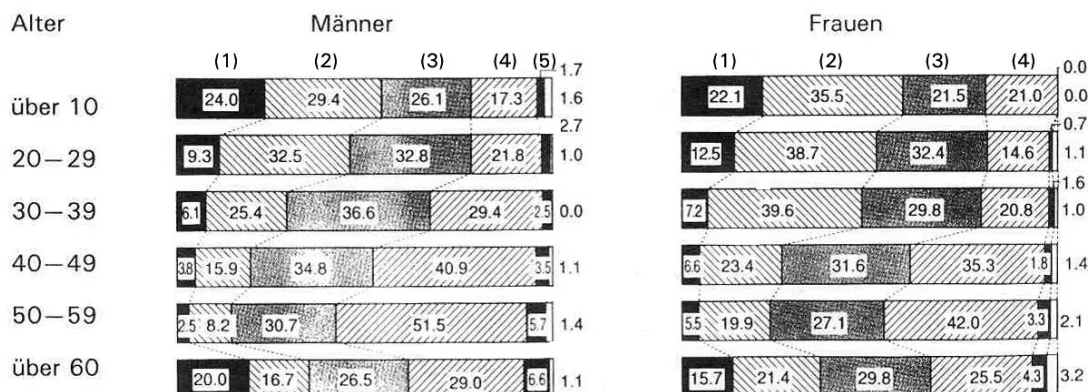 Alter Männer Frauen
(1) (2) (3) (4) (5) (1) (2) (3) (4)
1.7 0.0
über 10 24.0 29.4 26.1 17.3 1.6 22.1 35.5 21.5 21.0 0.0
2.7 0.7
20—29 9.3 32.5 32.8 21.8 1.0 12.5 38.7 32.4 14.6 1.1
1.6
30—39 6.1 25.4 36.6 29.4 2.5 0.0 7.2 39.6 29.8 20.8 1.0
40—49 3.8 15.9 34.8 40.9 3.5 1.1 6.6 23.4 31.6 35.3 1.8 1.4
50—59 2.5 8.2 30.7 51.5 5.7 1.4 5.5 19.9 27.1 42.0 3.3 2.1
über 60 20.0 16.7 26.5 29.0 6.6 1.1 15.7 21.4 29.8 25.5 4.3 3.2